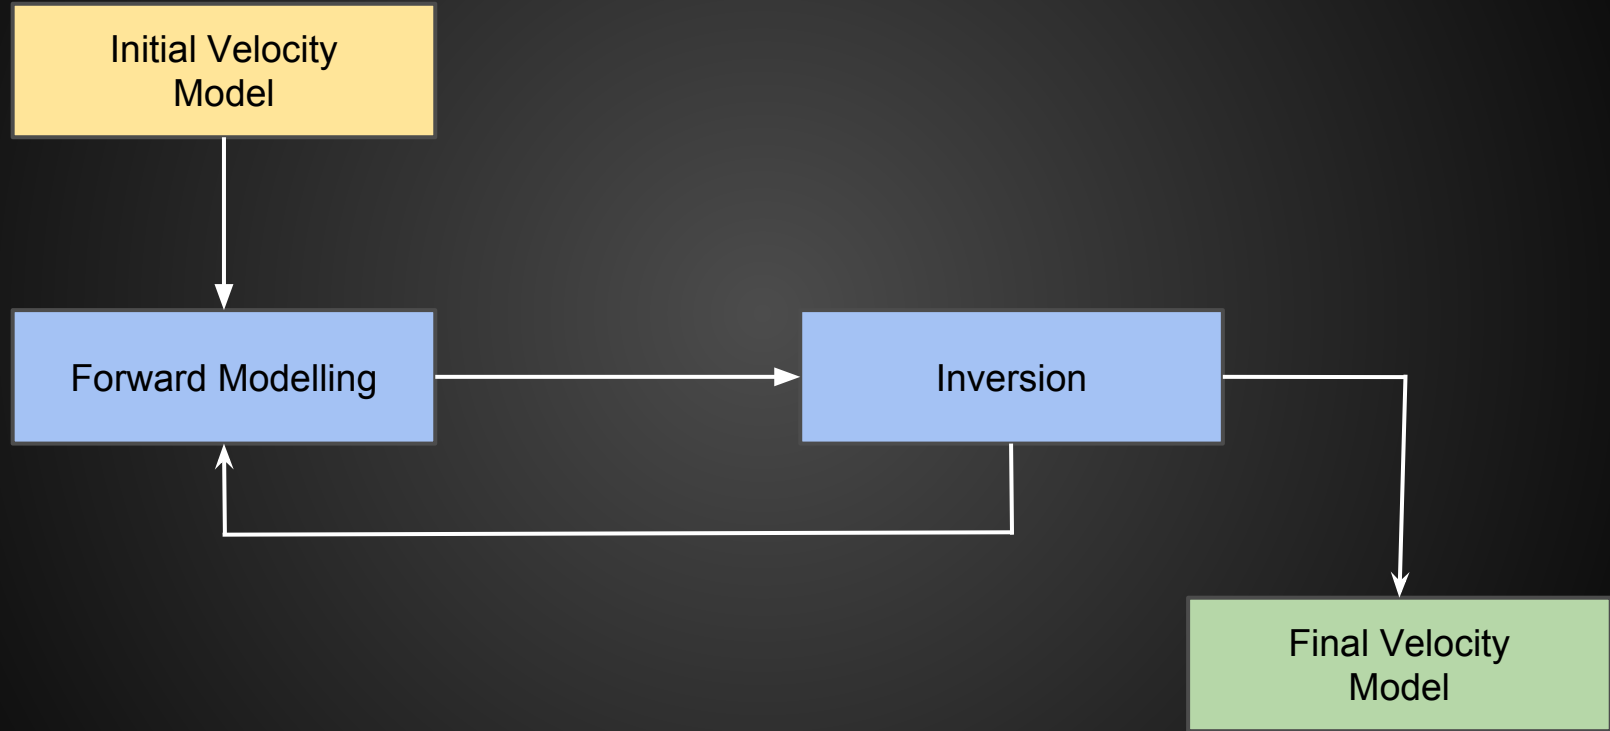 Initial Velocity
Model
Forward Modelling
Inversion
Final Velocity
Model